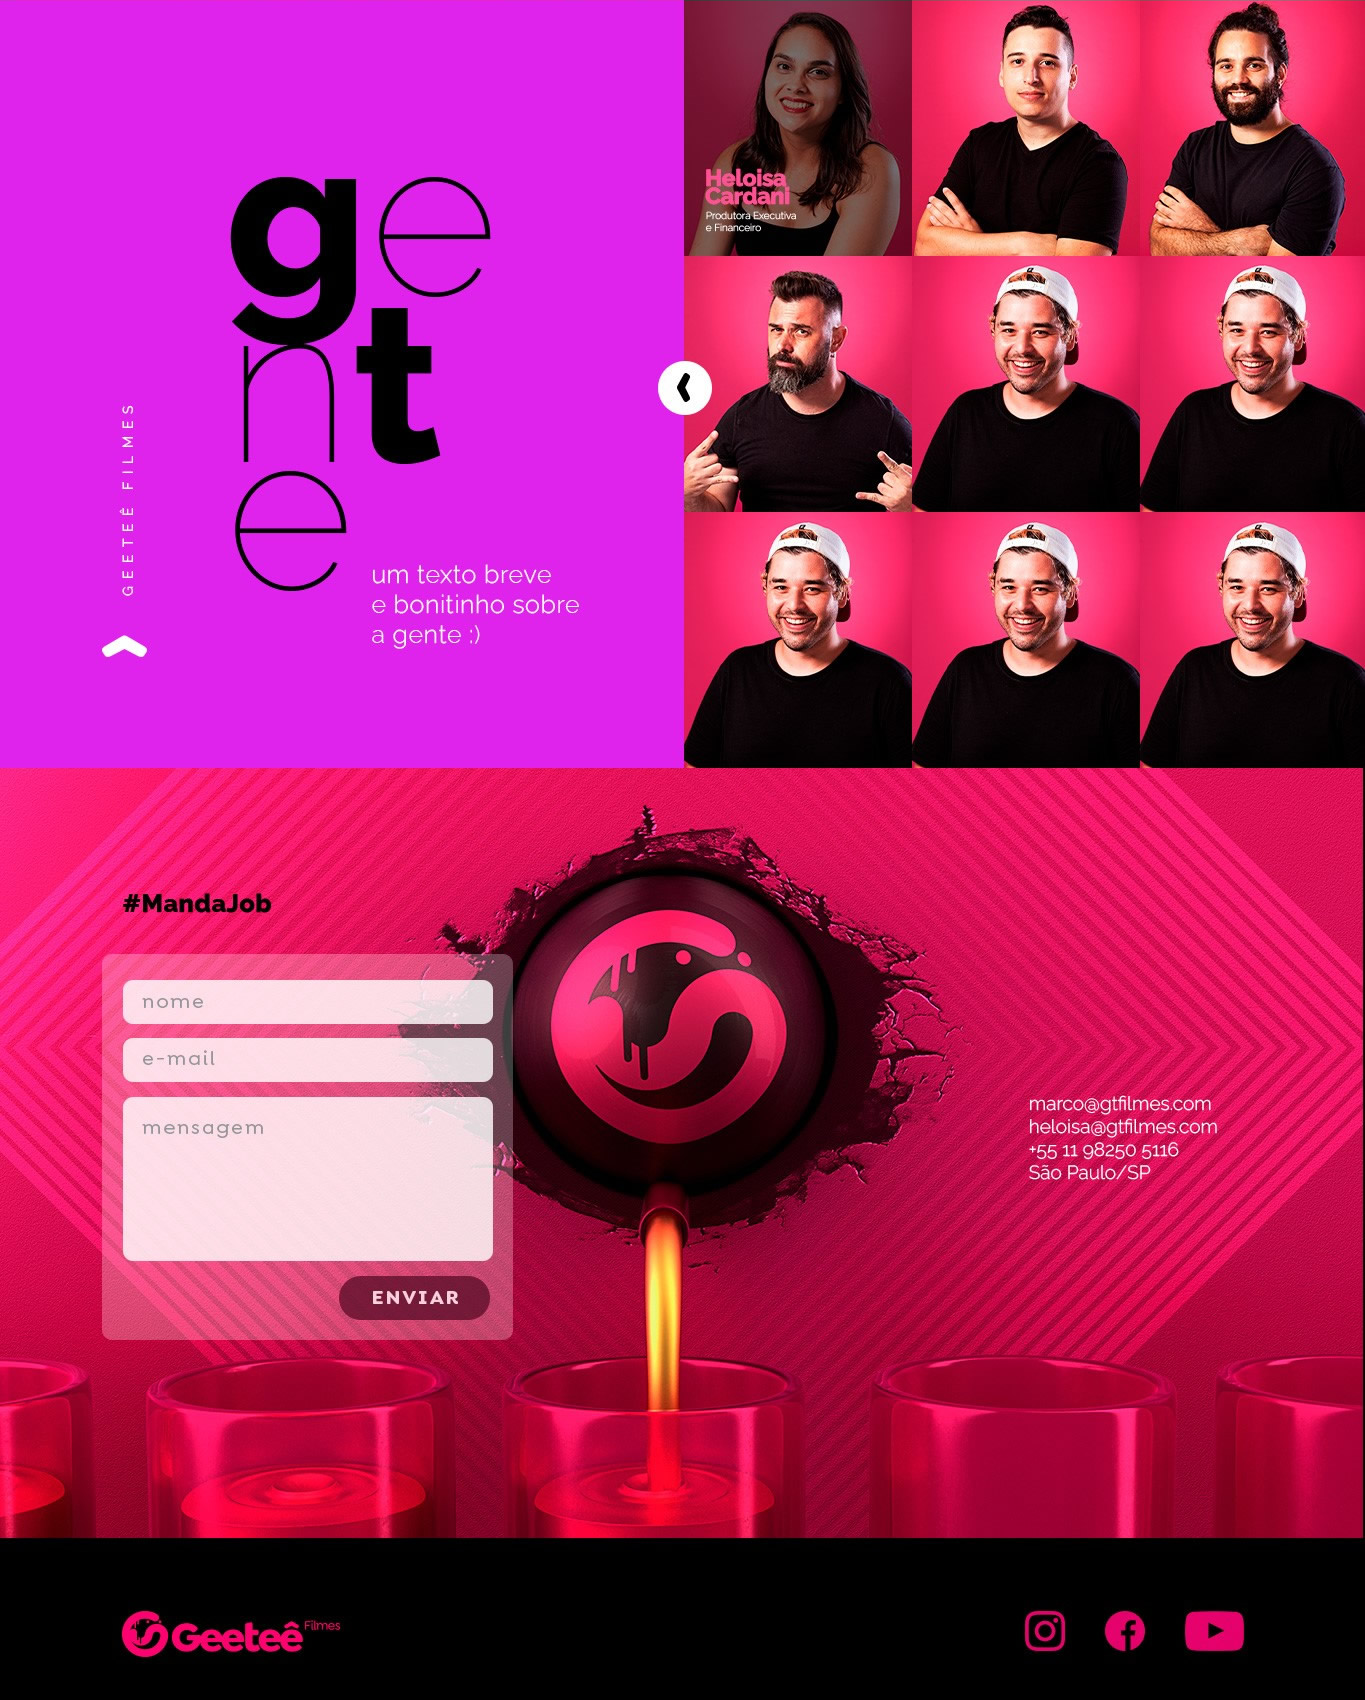 gente
um texto breve
e bonitinho sobre
a gente :)
GEETEÊ FILMES
Heloisa
Cardani
Produtora Executiva
e Financeiro
#MandaJob
nome
e-mail
mensagem
ENVIAR
marco@gtfilmes.com
heloisa@gtfilmes.com
+55 11 98250 5116
São Paulo/SP
Geeteê Filmes